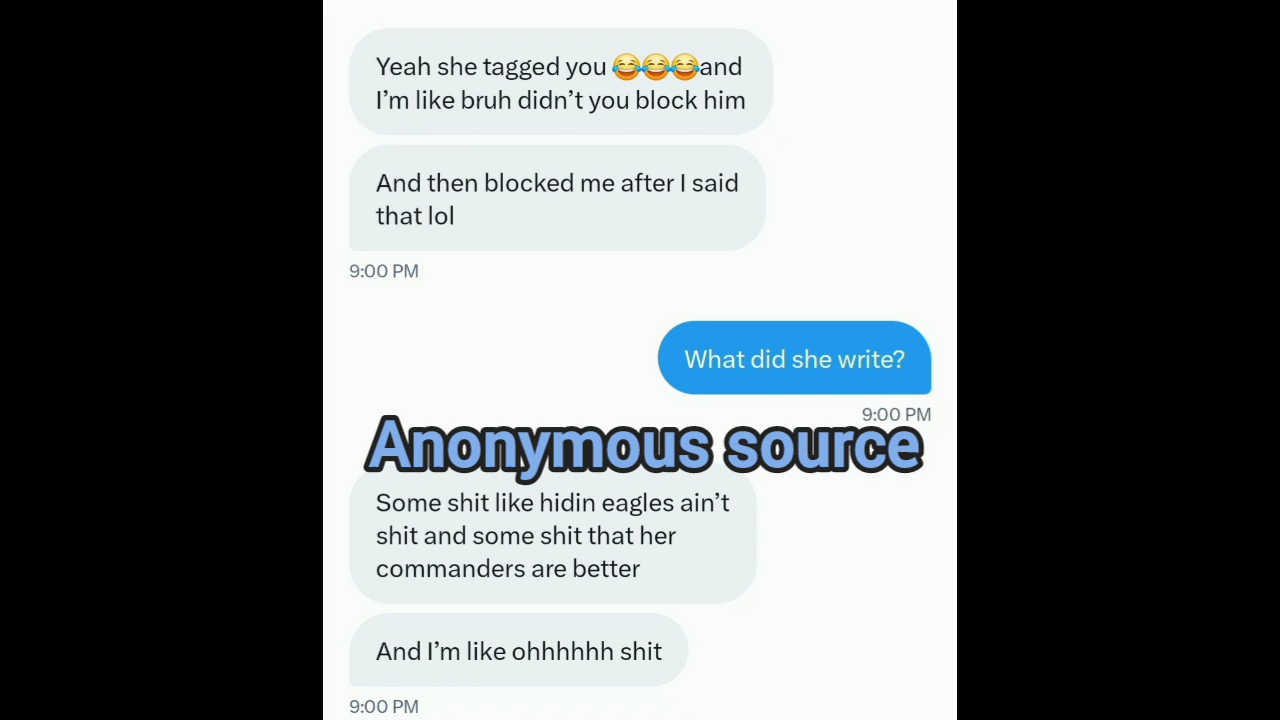 Yeah she tagged you 😂😂😂and
I’m like bruh didn’t you block him
And then blocked me after I said
that lol
9:00 PM
What did she write?
9:00 PM
Anonymous source
Some shit like hidin eagles ain’t
shit and some shit that her
commanders are better
And I’m like ohhhhhh shit
9:00 PM